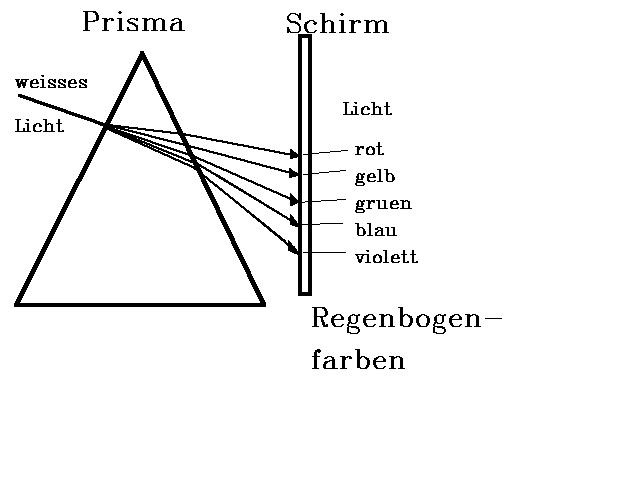 Prisma
Schirm
weisses
Licht
Licht
rot
gelb
gruen
blau
violett
Regenbogen-
farben